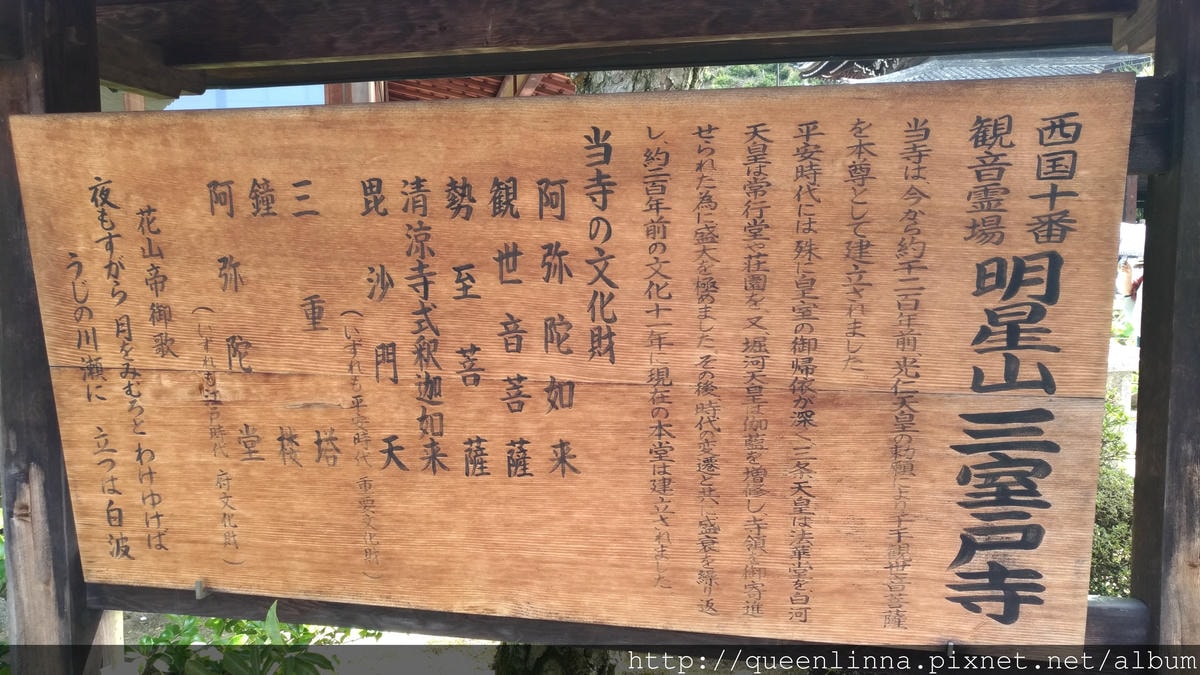 西国十番
観音霊場
明星山 三室戸寺
当寺は、今から約千二百年前、光仁天皇の勅願により千手観世音菩薩
を本尊として建立されました
平安時代には殊に皇室の御帰依が深く三条天皇は法華堂を、白河
天皇は常行堂や荘園を、又、堀河天皇は伽藍を増修し寺領を御寄進
せられた為に盛大を極めました、その後、時代の変遷と共に盛衰を繰り返
し、約二百年前の文化十一年に現在の本堂は建立されました
当寺の文化財
阿弥陀如来
観世音菩薩
勢至菩薩
清涼寺式釈迦如来
毘沙門天
(いずれも平安時代 重要文化財)
三重塔
鐘楼
阿弥陀堂
(いずれも江戸時代 府文化財)
花山帝御歌
夜もすがら 月をみむろと わけゆけば
うじの川瀬に 立つは白波
http://queenlinna.pixnet.net/album